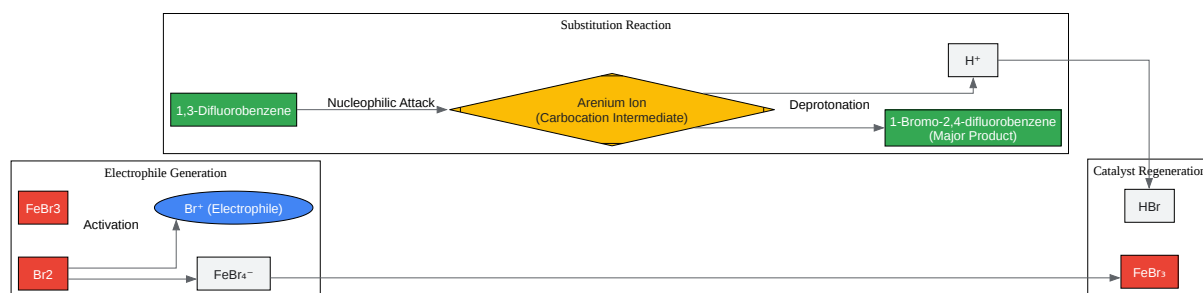 Substitution Reaction
H⁺
1,3-Difluorobenzene
Nucleophilic Attack
Arenium Ion
(Carbocation Intermediate)
Deprotonation
1-Bromo-2,4-difluorobenzene
(Major Product)
Electrophile Generation
FeBr3
Activation
Br⁺ (Electrophile)
Br2
FeBr₄⁻
Catalyst Regeneration
HBr
FeBr₃